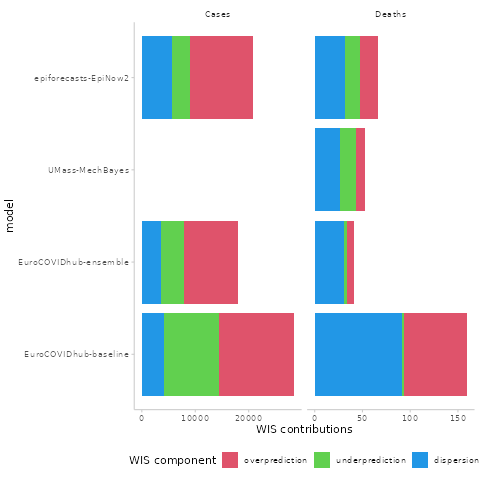 Cases
Deaths
model
epiforecasts-EpiNow2
UMass-MechBayes
EuroCOVIDhub-ensemble
EuroCOVIDhub-baseline
0 10000 20000
0 50 100 150
WIS contributions
WIS component overprediction underprediction dispersion